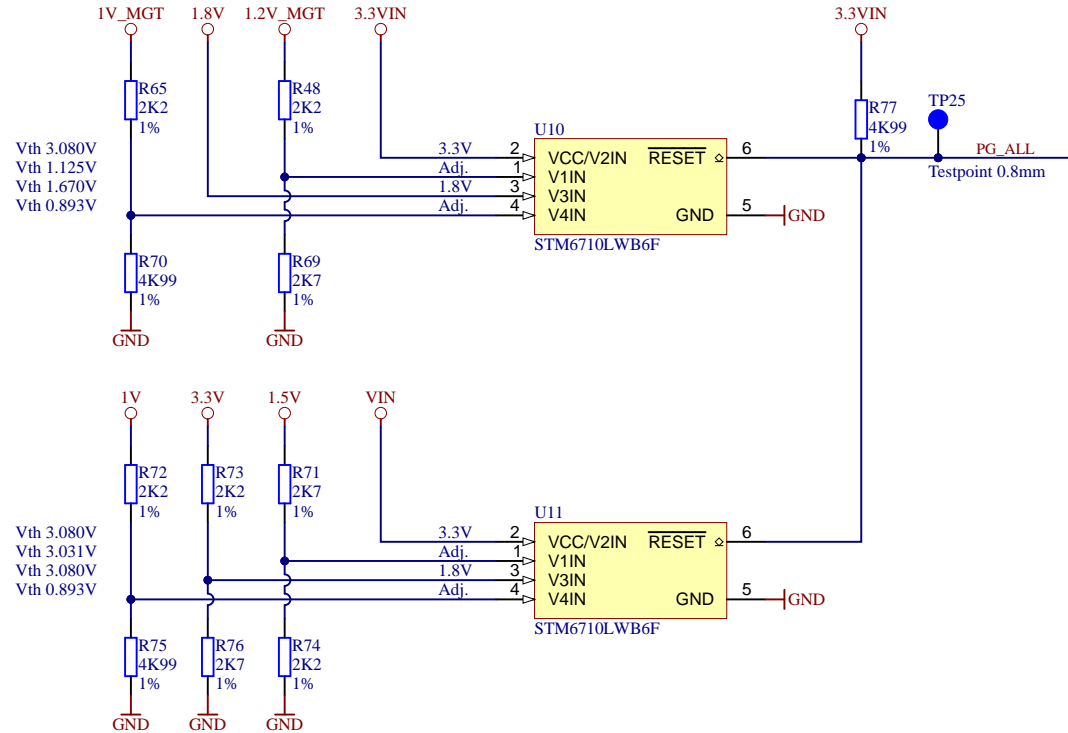 1V_MGT
1.8V
1.2V_MGT
3.3VIN
3.3VIN
R65
2K2
1%
R48
2K2
1%
R77
4K99
1%
TP25
Testpoint 0.8mm
PG_ALL
Vth 3.080V
Vth 1.125V
Vth 1.670V
Vth 0.893V
3.3V
Adj.
1.8V
Adj.
U10
2 VCC/V2IN RESET 6
1 V1IN
3 V3IN
4 V4IN GND 5
GND
STM6710LWB6F
R70
4K99
1%
R69
2K7
1%
GND
GND
1V
3.3V
1.5V
VIN
R72
2K2
1%
R73
2K2
1%
R71
2K7
1%
Vth 3.080V
Vth 3.031V
Vth 3.080V
Vth 0.893V
3.3V
Adj.
1.8V
Adj.
U11
2 VCC/V2IN RESET 6
1 V1IN
3 V3IN
4 V4IN GND 5
GND
STM6710LWB6F
R75
4K99
1%
R76
2K7
1%
R74
2K2
1%
GND
GND
GND